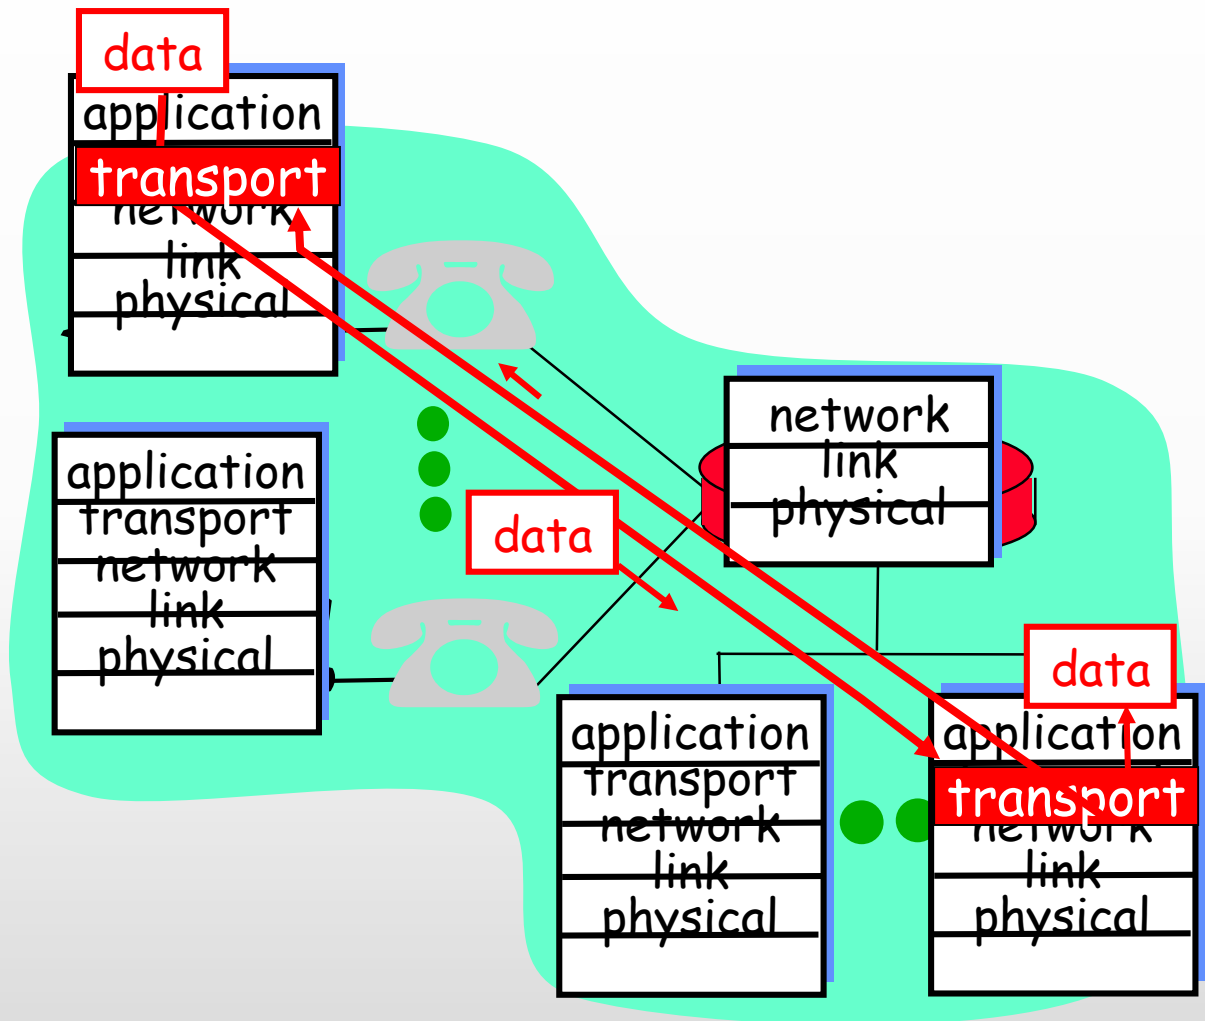 data
application
transport
network
link
physical
application
transport
network
link
physical
data
network
link
physical
application
transport
network
link
physical
data
application
transport
network
link
physical